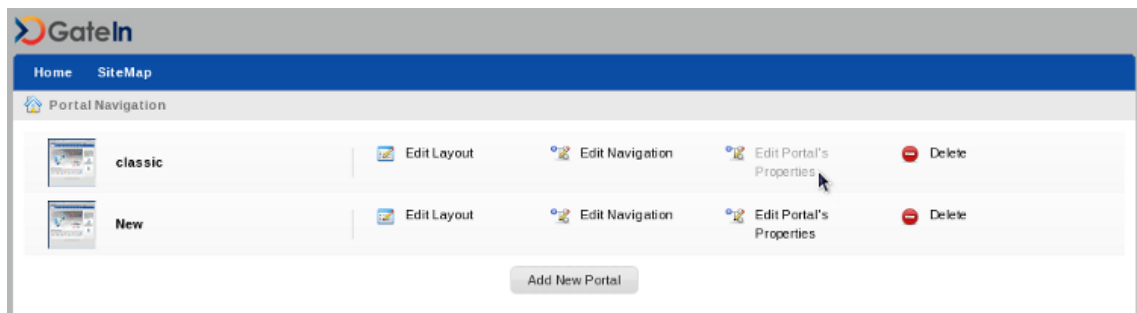 GateIn
Home SiteMap
Portal Navigation
classic Edit Layout Edit Navigation Edit Portal's Properties Delete
New Edit Layout Edit Navigation Edit Portal's Properties Delete
Add New Portal